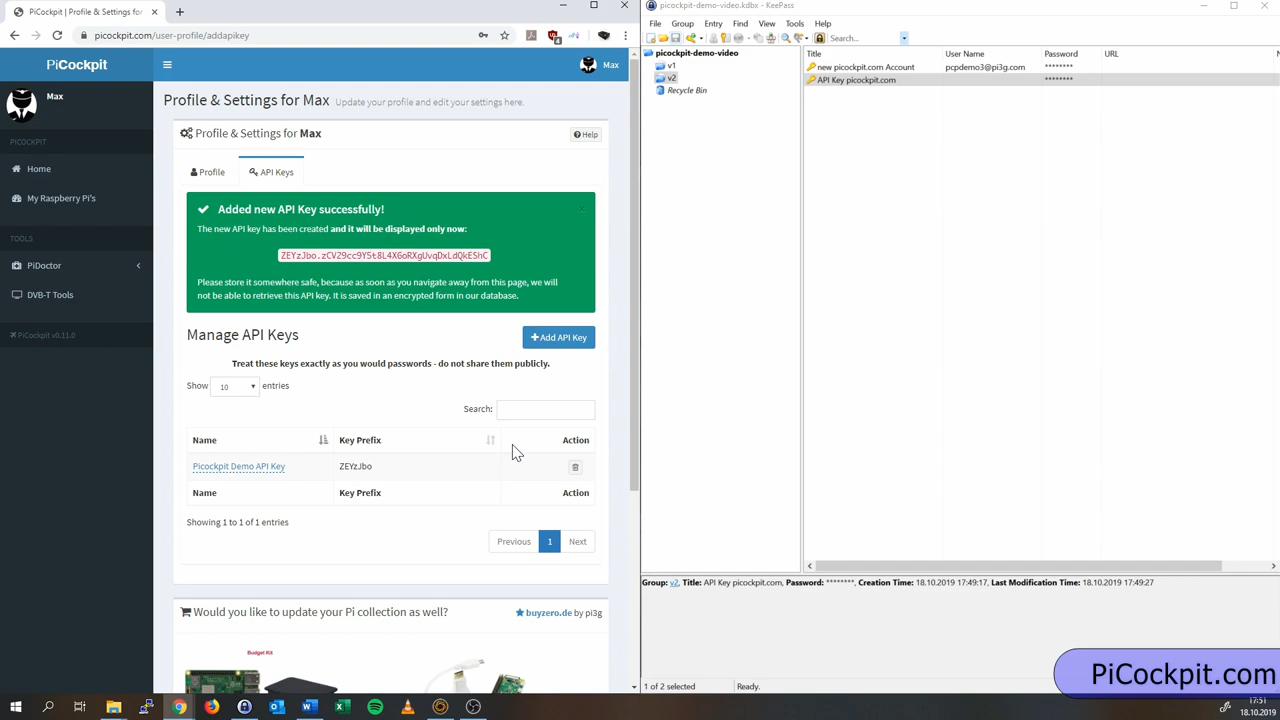 PiCockpit | Profile & Settings for
picockpit-demo-video.kdbx - KeePass
picockpit.com/user-profile/addapikey
File Group Entry Find View Tools Help
Search...
PiCockpit
Max
Max
PICOCKPIT
Home
My Raspberry Pi's
TOOLS
PiDoctor
DVB-T Tools
PiCockpit v0.11.0
Profile & Settings for Max Update your profile and edit your settings here.
Profile & Settings for Max
Help
Profile
API Keys
Added new API Key successfully!
The new API key has been created and it will be displayed only now:
ZEYzJbo.zCV29cc9Y5t8L4X6oRXgUvqDxLdQkEShC
Please store it somewhere safe, because as soon as you navigate away from this page, we will
not be able to retrieve this API key. It is saved in an encrypted form in our database.
Manage API Keys
Add API Key
Treat these keys exactly as you would passwords - do not share them publicly.
Show 10 entries
Search:
Name Key Prefix Action
Picockpit Demo API Key ZEYzJbo
Name Key Prefix Action
Showing 1 to 1 of 1 entries
Previous 1 Next
Would you like to update your Pi collection as well?
buyzero.de by pi3g
Budget Kit
picockpit-demo-video
v1
v2
Recycle Bin
Title User Name Password URL
new picockpit.com Account pcpdemo3@pi3g.com ********
API Key picockpit.com ********
Group: v2, Title: API Key picockpit.com, Password: ********, Creation Time: 18.10.2019 17:49:17, Last Modification Time: 18.10.2019 17:49:27
1 of 2 selected Ready.
PiCockpit.com
17:51
18.10.2019